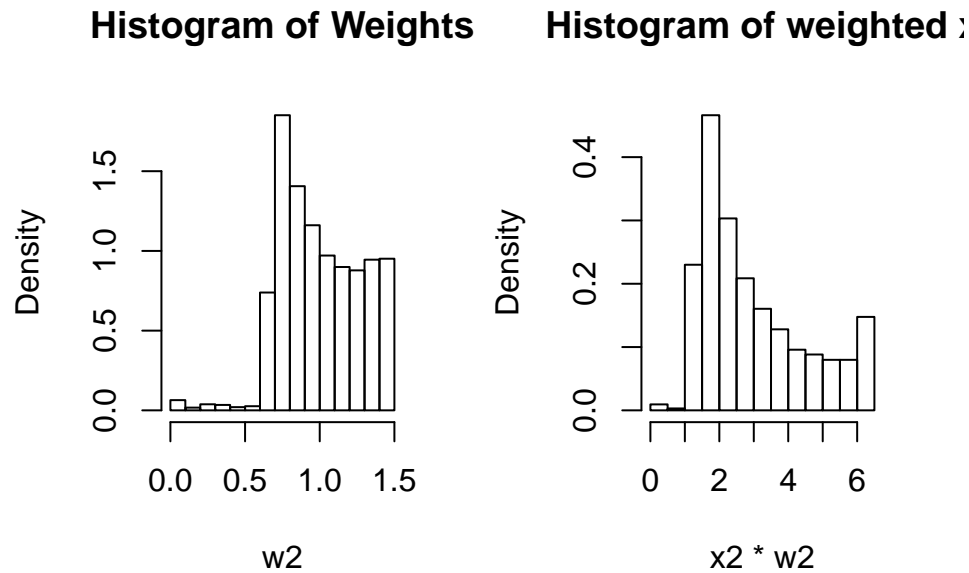 Histogram of Weights
Density
0.0 0.5 1.0 1.5
0.0 0.5 1.0 1.5
w2
Histogram of weighted x
Density
0.0 0.2 0.4
0 2 4 6
x2 * w2